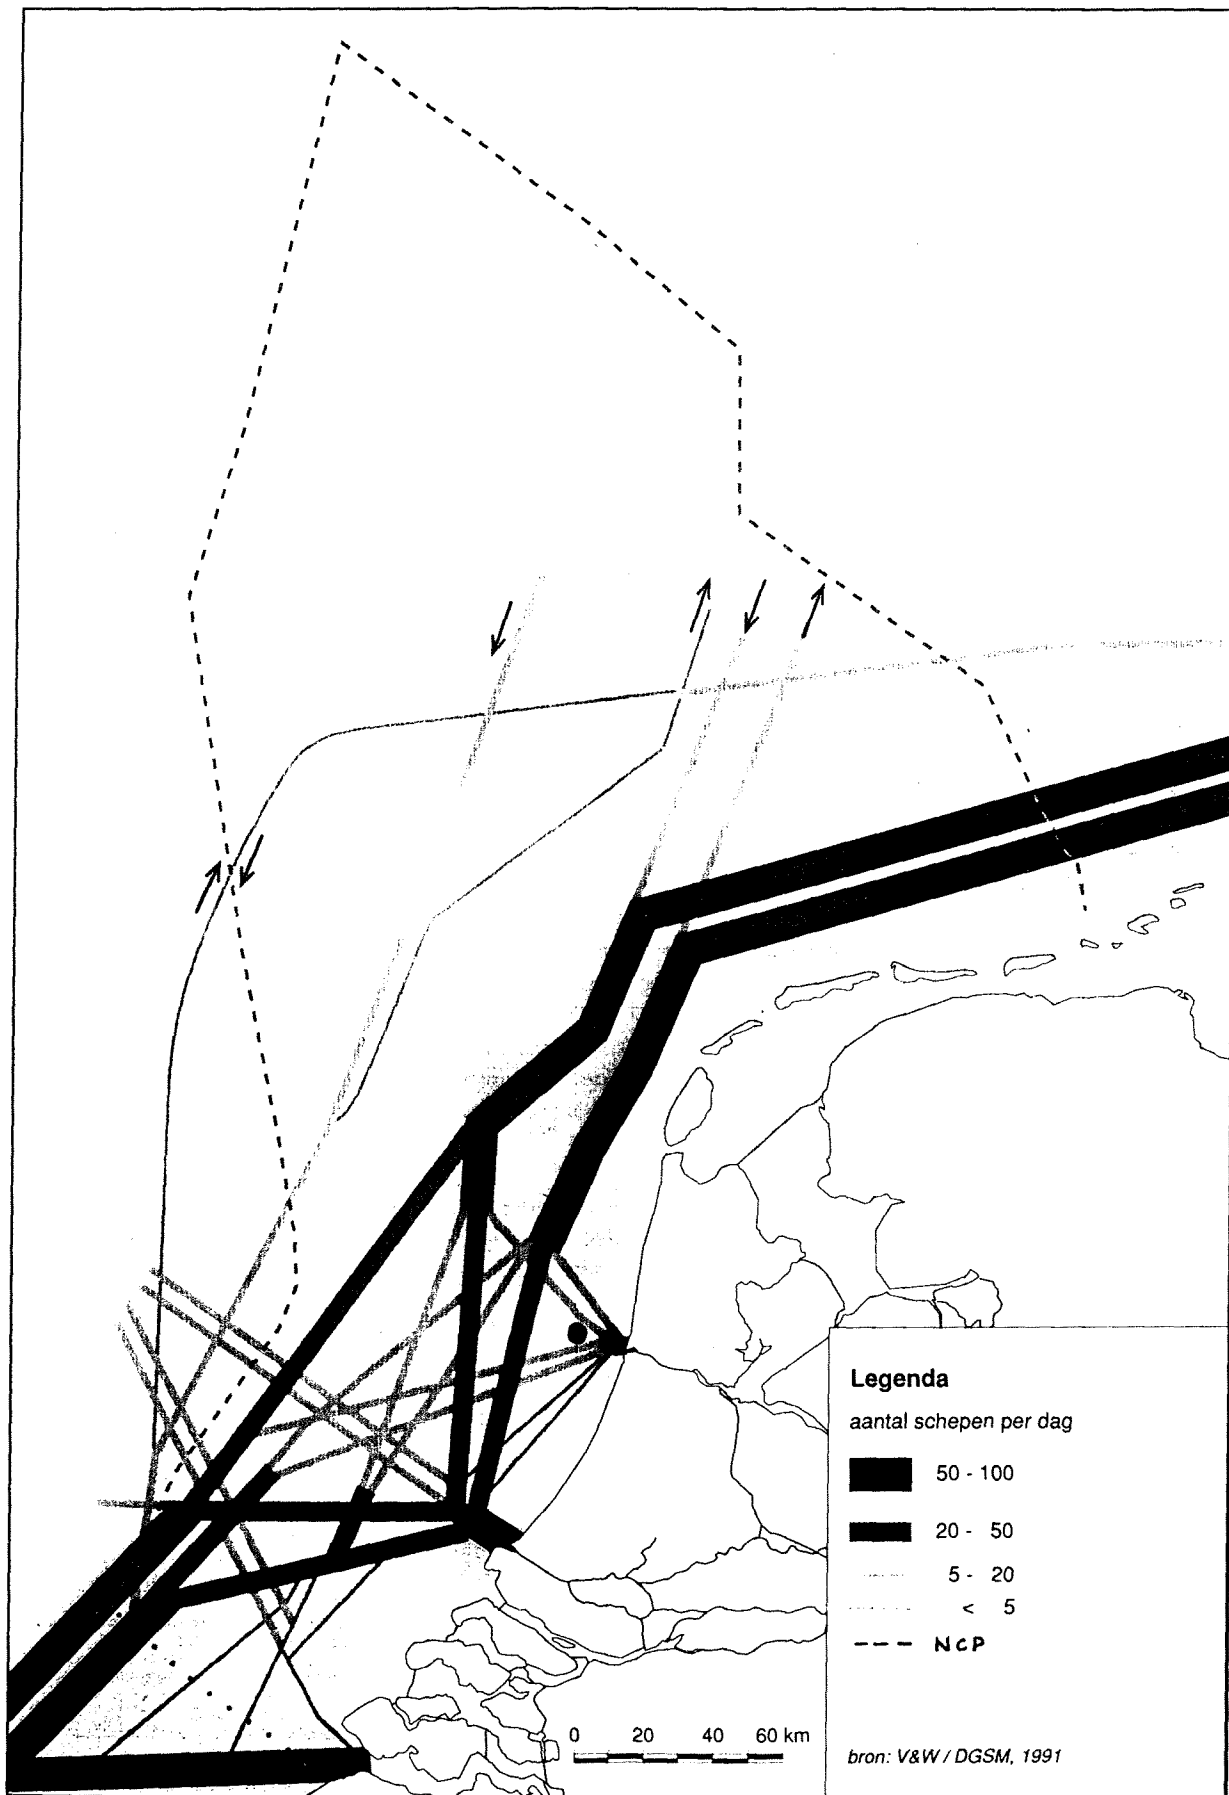 Legenda
aantal schepen per dag
50 - 100
20 - 50
5 - 20
< 5
NCP
0 20 40 60 km
bron: V&W / DGSM, 1991